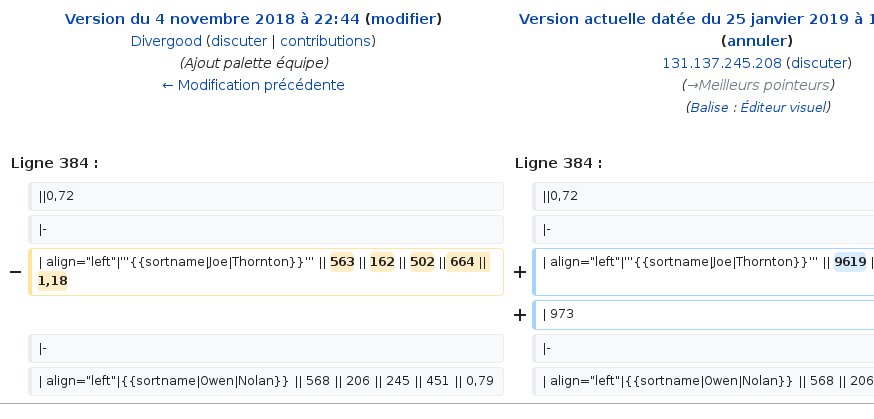 Version du 4 novembre 2018 à 22:44 (modifier)
Divergood (discuter | contributions)
(Ajout palette équipe)
← Modification précédente
Version actuelle datée du 25 janvier 2019 à 1
(annuler)
131.137.245.208 (discuter)
(→Meilleurs pointeurs)
(Balise : Éditeur visuel)
Ligne 384 :
Ligne 384 :
||0,72
||0,72
|-
|-
− | align="left"|'''{{sortname|Joe|Thornton}}''' || 563 || 162 || 502 || 664 ||
1,18
+ | align="left"|'''{{sortname|Joe|Thornton}}''' || 9619 |
+ | 973
|-
|-
| align="left"|{{sortname|Owen|Nolan}} || 568 || 206 || 245 || 451 || 0,79
| align="left"|{{sortname|Owen|Nolan}} || 568 || 206